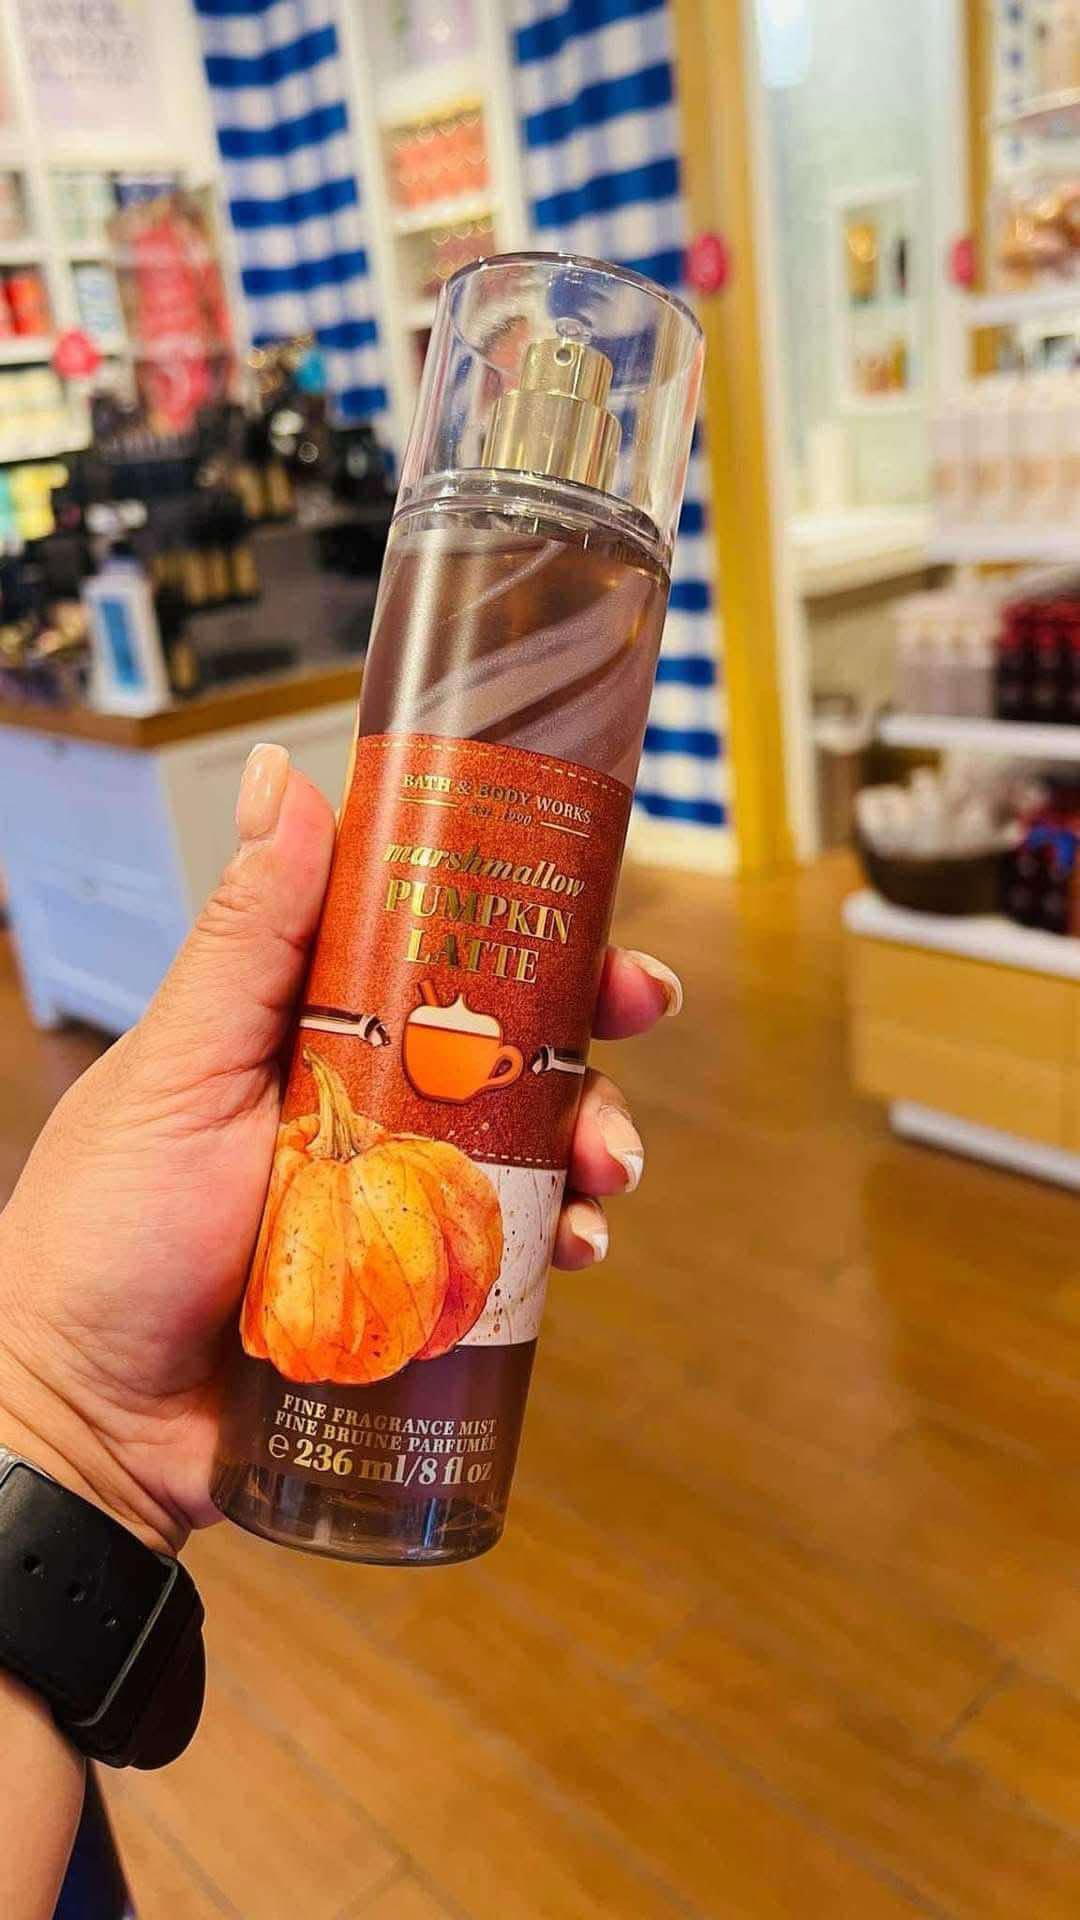 BATH & BODY WORKS
EST. 1990
marshmallow
PUMPKIN
LATTE
FINE FRAGRANCE MIST
FINE BRUINE PARFUMÉE
℮ 236 ml/8 fl oz